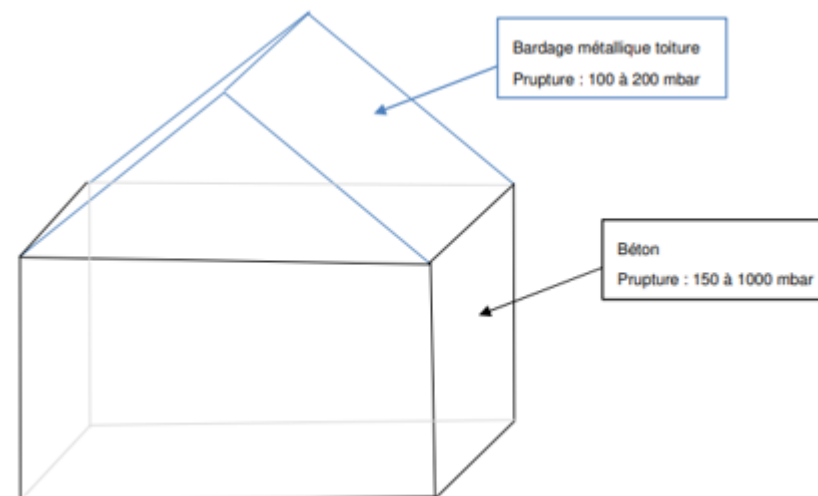 Bardage métallique toiture
Prupture : 100 à 200 mbar
Béton
Prupture : 150 à 1000 mbar